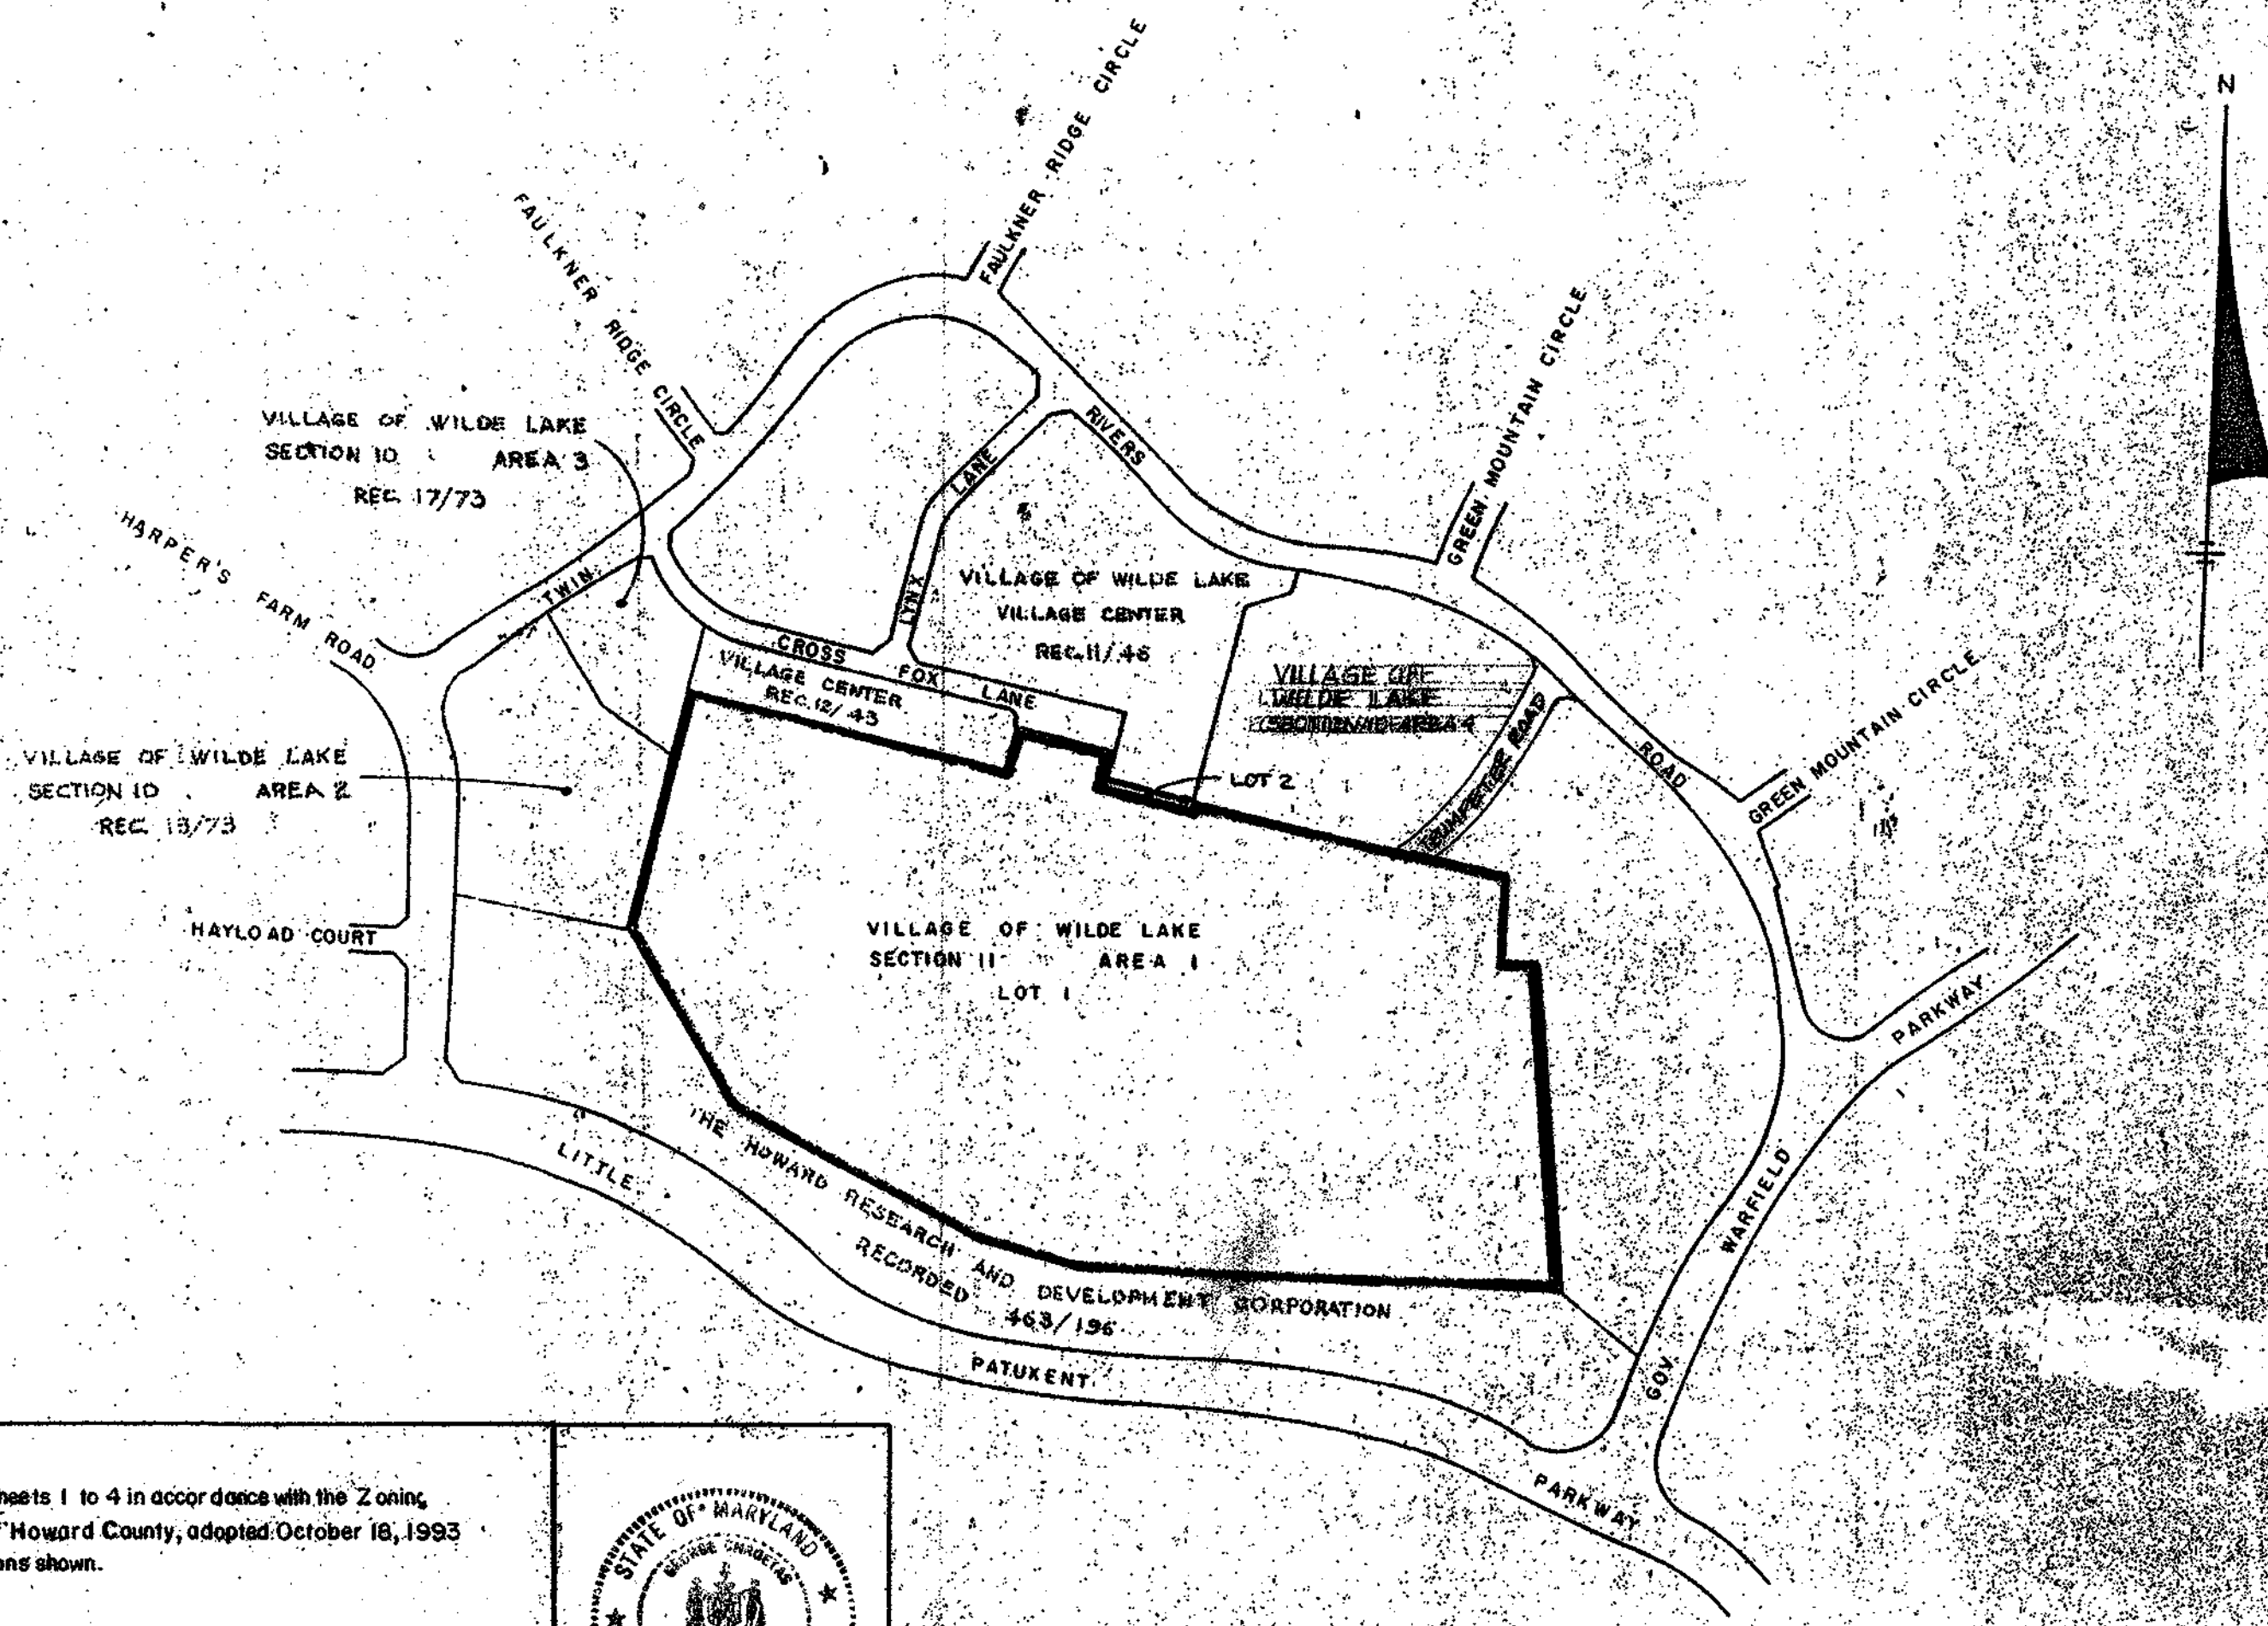 N
FAULKNER RIDGE CIRCLE
FAULKNER RIDGE CIRCLE
GREEN MOUNTAIN CIRCLE
VILLAGE OF WILDE LAKE
SECTION 10 AREA 3
REC. 17/73
HARPER'S FARM ROAD
TWIN
RIVERS
ROAD
LYNX LANE
VILLAGE OF WILDE LAKE
VILLAGE CENTER
REC. 11/46
CROSS FOX LANE
VILLAGE CENTER
REC. 12/43
VILLAGE OF
WILDE LAKE
ROAD
GREEN MOUNTAIN CIRCLE
VILLAGE OF WILDE LAKE
SECTION 10 AREA 2
REC. 13/73
LOT 2
HAYLOAD COURT
VILLAGE OF WILDE LAKE
SECTION 11 AREA 1
LOT 1
THE HOWARD RESEARCH AND DEVELOPMENT CORPORATION
RECORDED 463/196
LITTLE
PATUXENT
PARKWAY
GOV.
WARFIELD
PARKWAY
heets 1 to 4 in accordance with the Zoning
f Howard County, adopted October 18, 1993
ons shown.
STATE OF MARYLAND
GEORGE